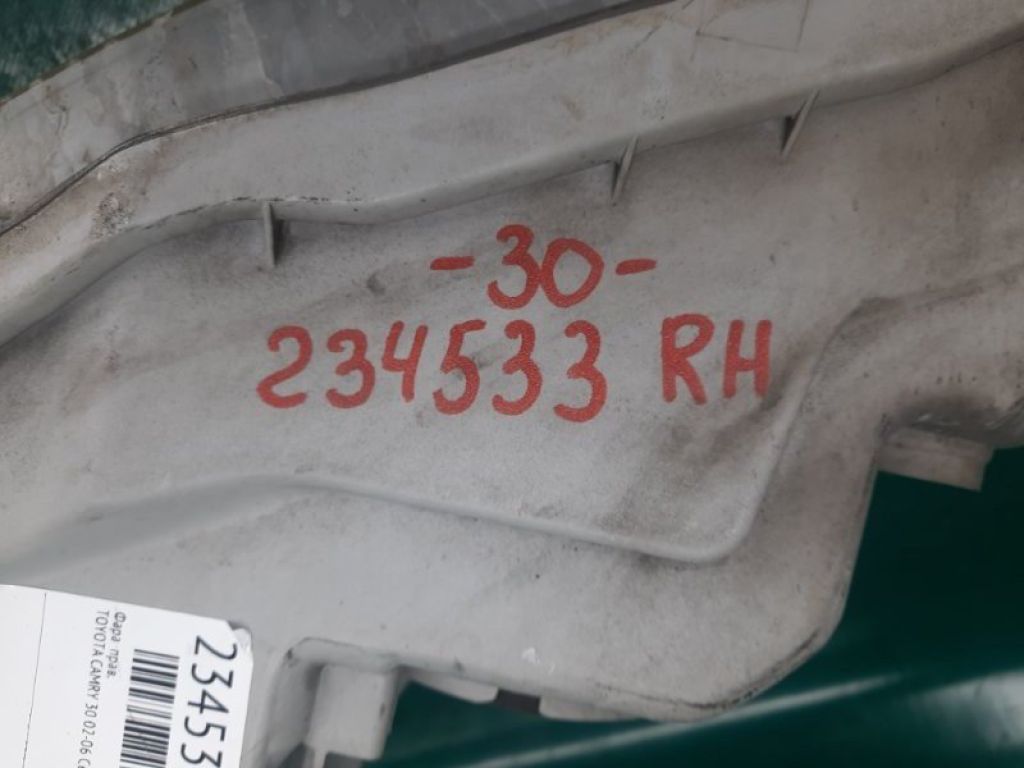 -30-
234533 RH
23453
Фара прав.
TOYOTA CAMRY 30 02-06